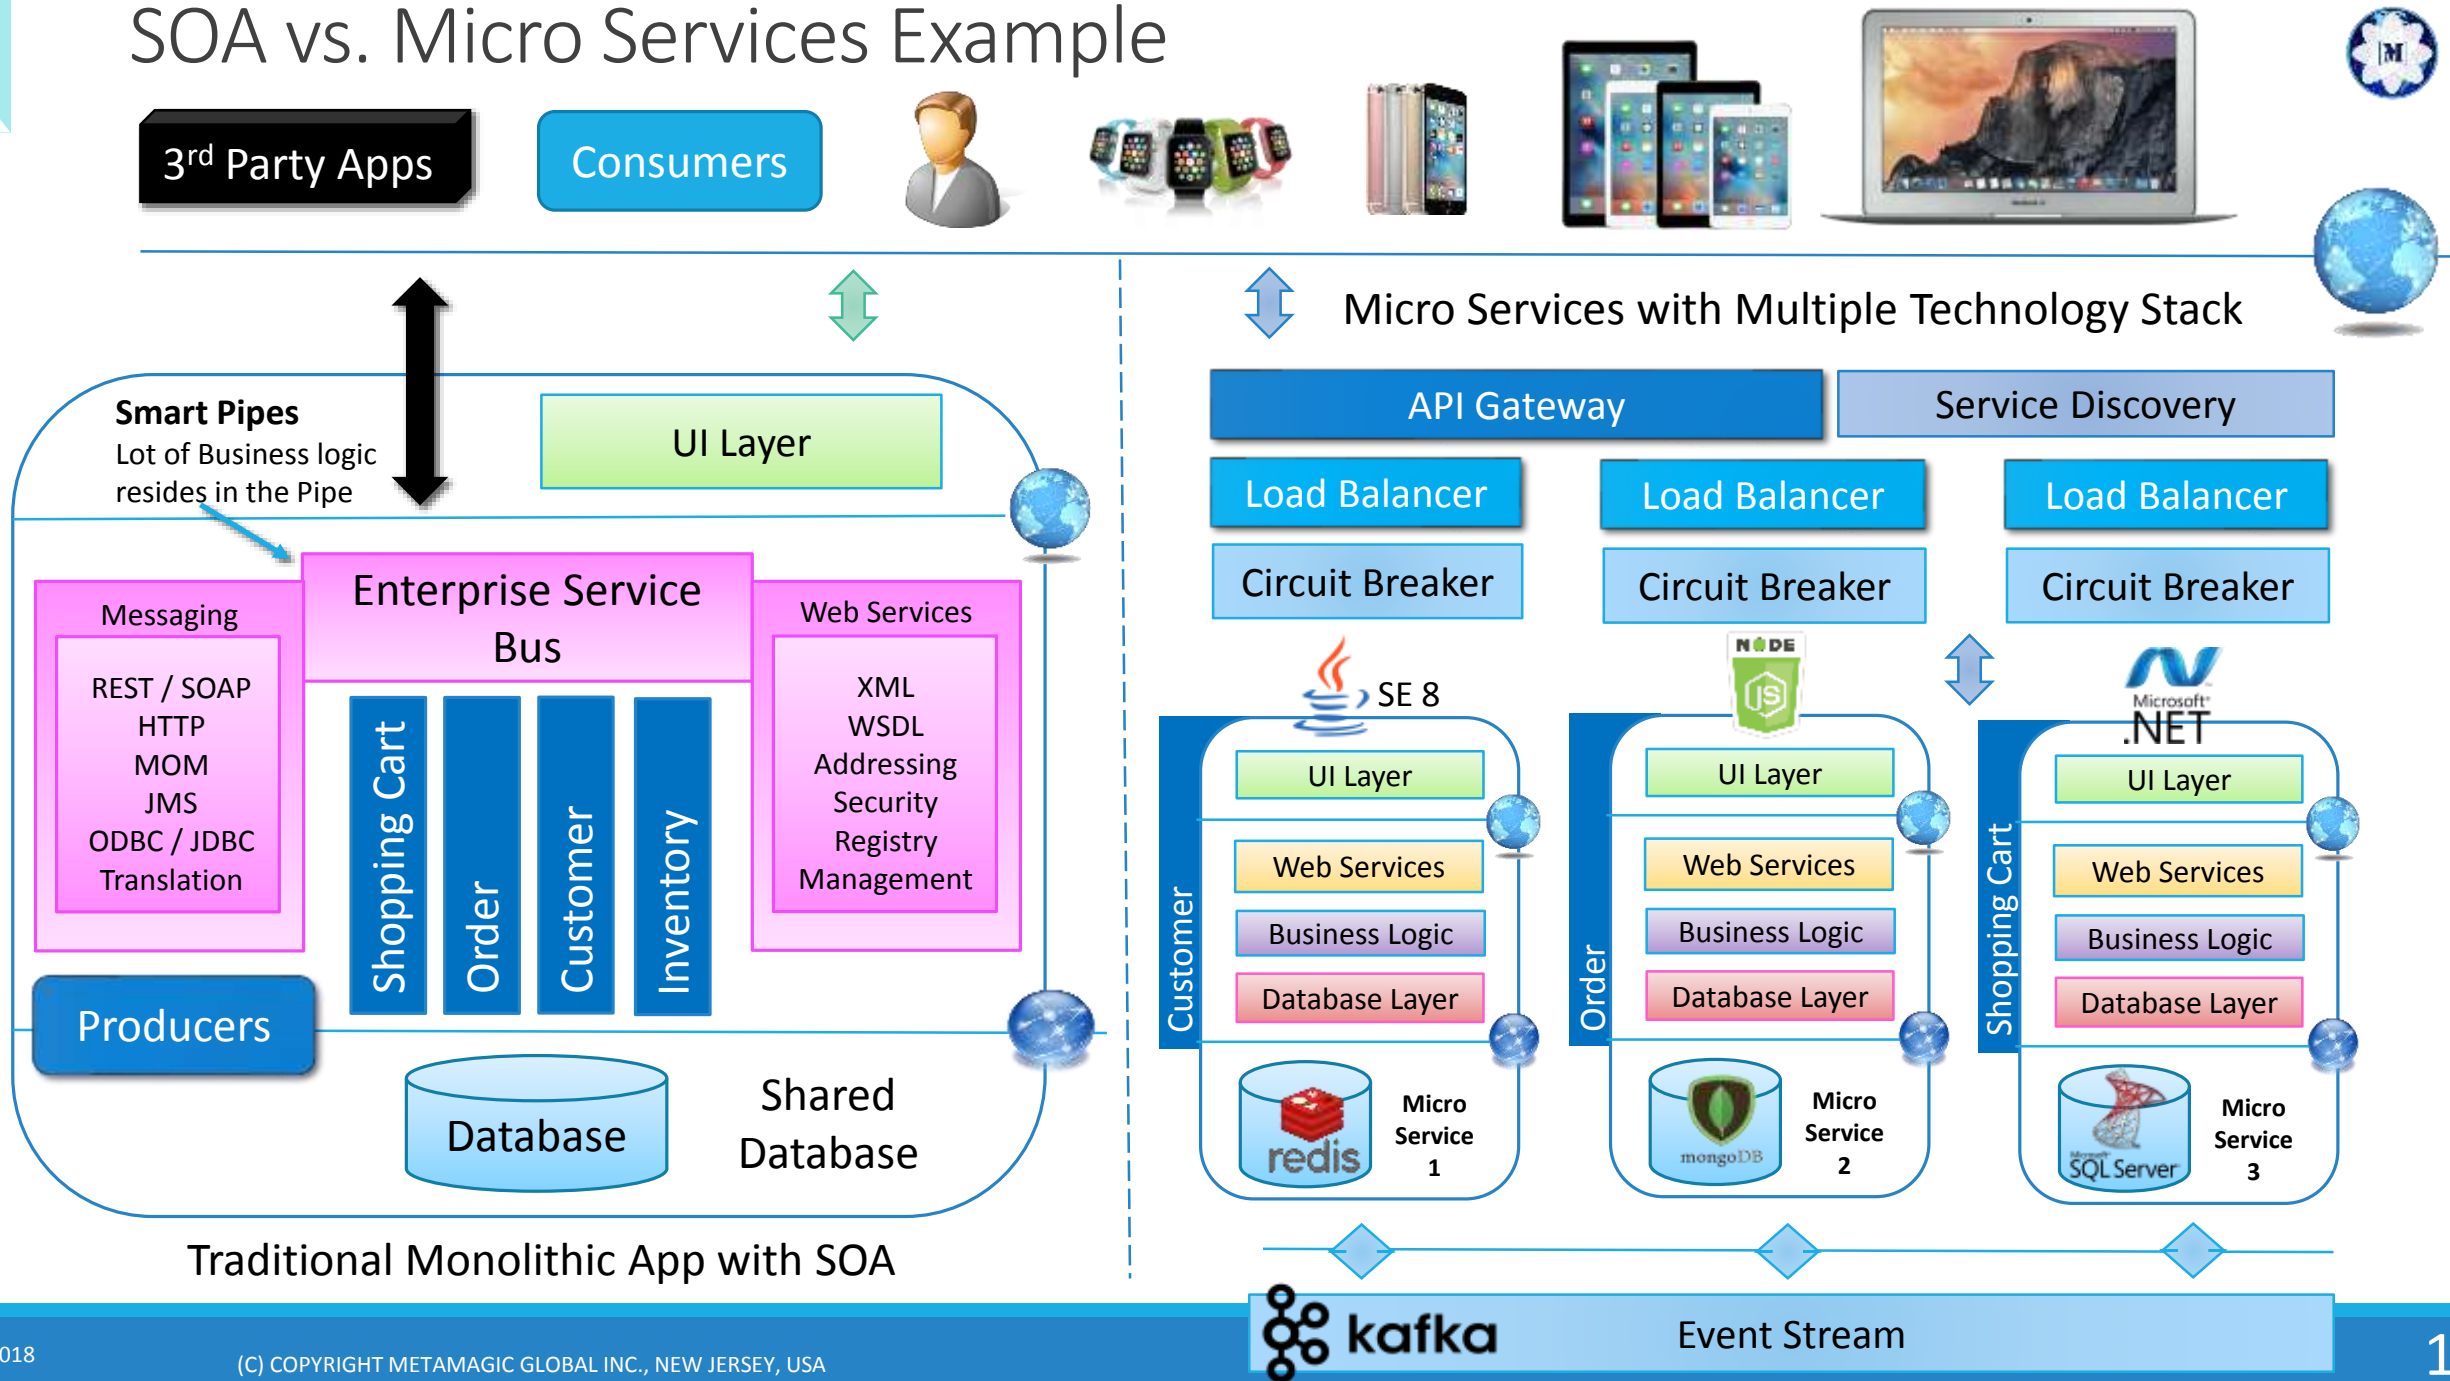 SOA vs. Micro Services Example
3rd Party Apps
Consumers
Micro Services with Multiple Technology Stack
Smart Pipes
Lot of Business logic
resides in the Pipe
UI Layer
Enterprise Service
Bus
Messaging
REST / SOAP
HTTP
MOM
JMS
ODBC / JDBC
Translation
Web Services
XML
WSDL
Addressing
Security
Registry
Management
Shopping Cart
Order
Customer
Inventory
Producers
Database
Shared
Database
Traditional Monolithic App with SOA
API Gateway
Service Discovery
Load Balancer
Load Balancer
Load Balancer
Circuit Breaker
Circuit Breaker
Circuit Breaker
SE 8
Customer
UI Layer
Web Services
Business Logic
Database Layer
redis
Micro
Service
1
NODE
JS
Order
UI Layer
Web Services
Business Logic
Database Layer
mongoDB
Micro
Service
2
Microsoft
.NET
Shopping Cart
UI Layer
Web Services
Business Logic
Database Layer
Microsoft
SQL Server
Micro
Service
3
kafka
Event Stream
018
(C) COPYRIGHT METAMAGIC GLOBAL INC., NEW JERSEY, USA
1